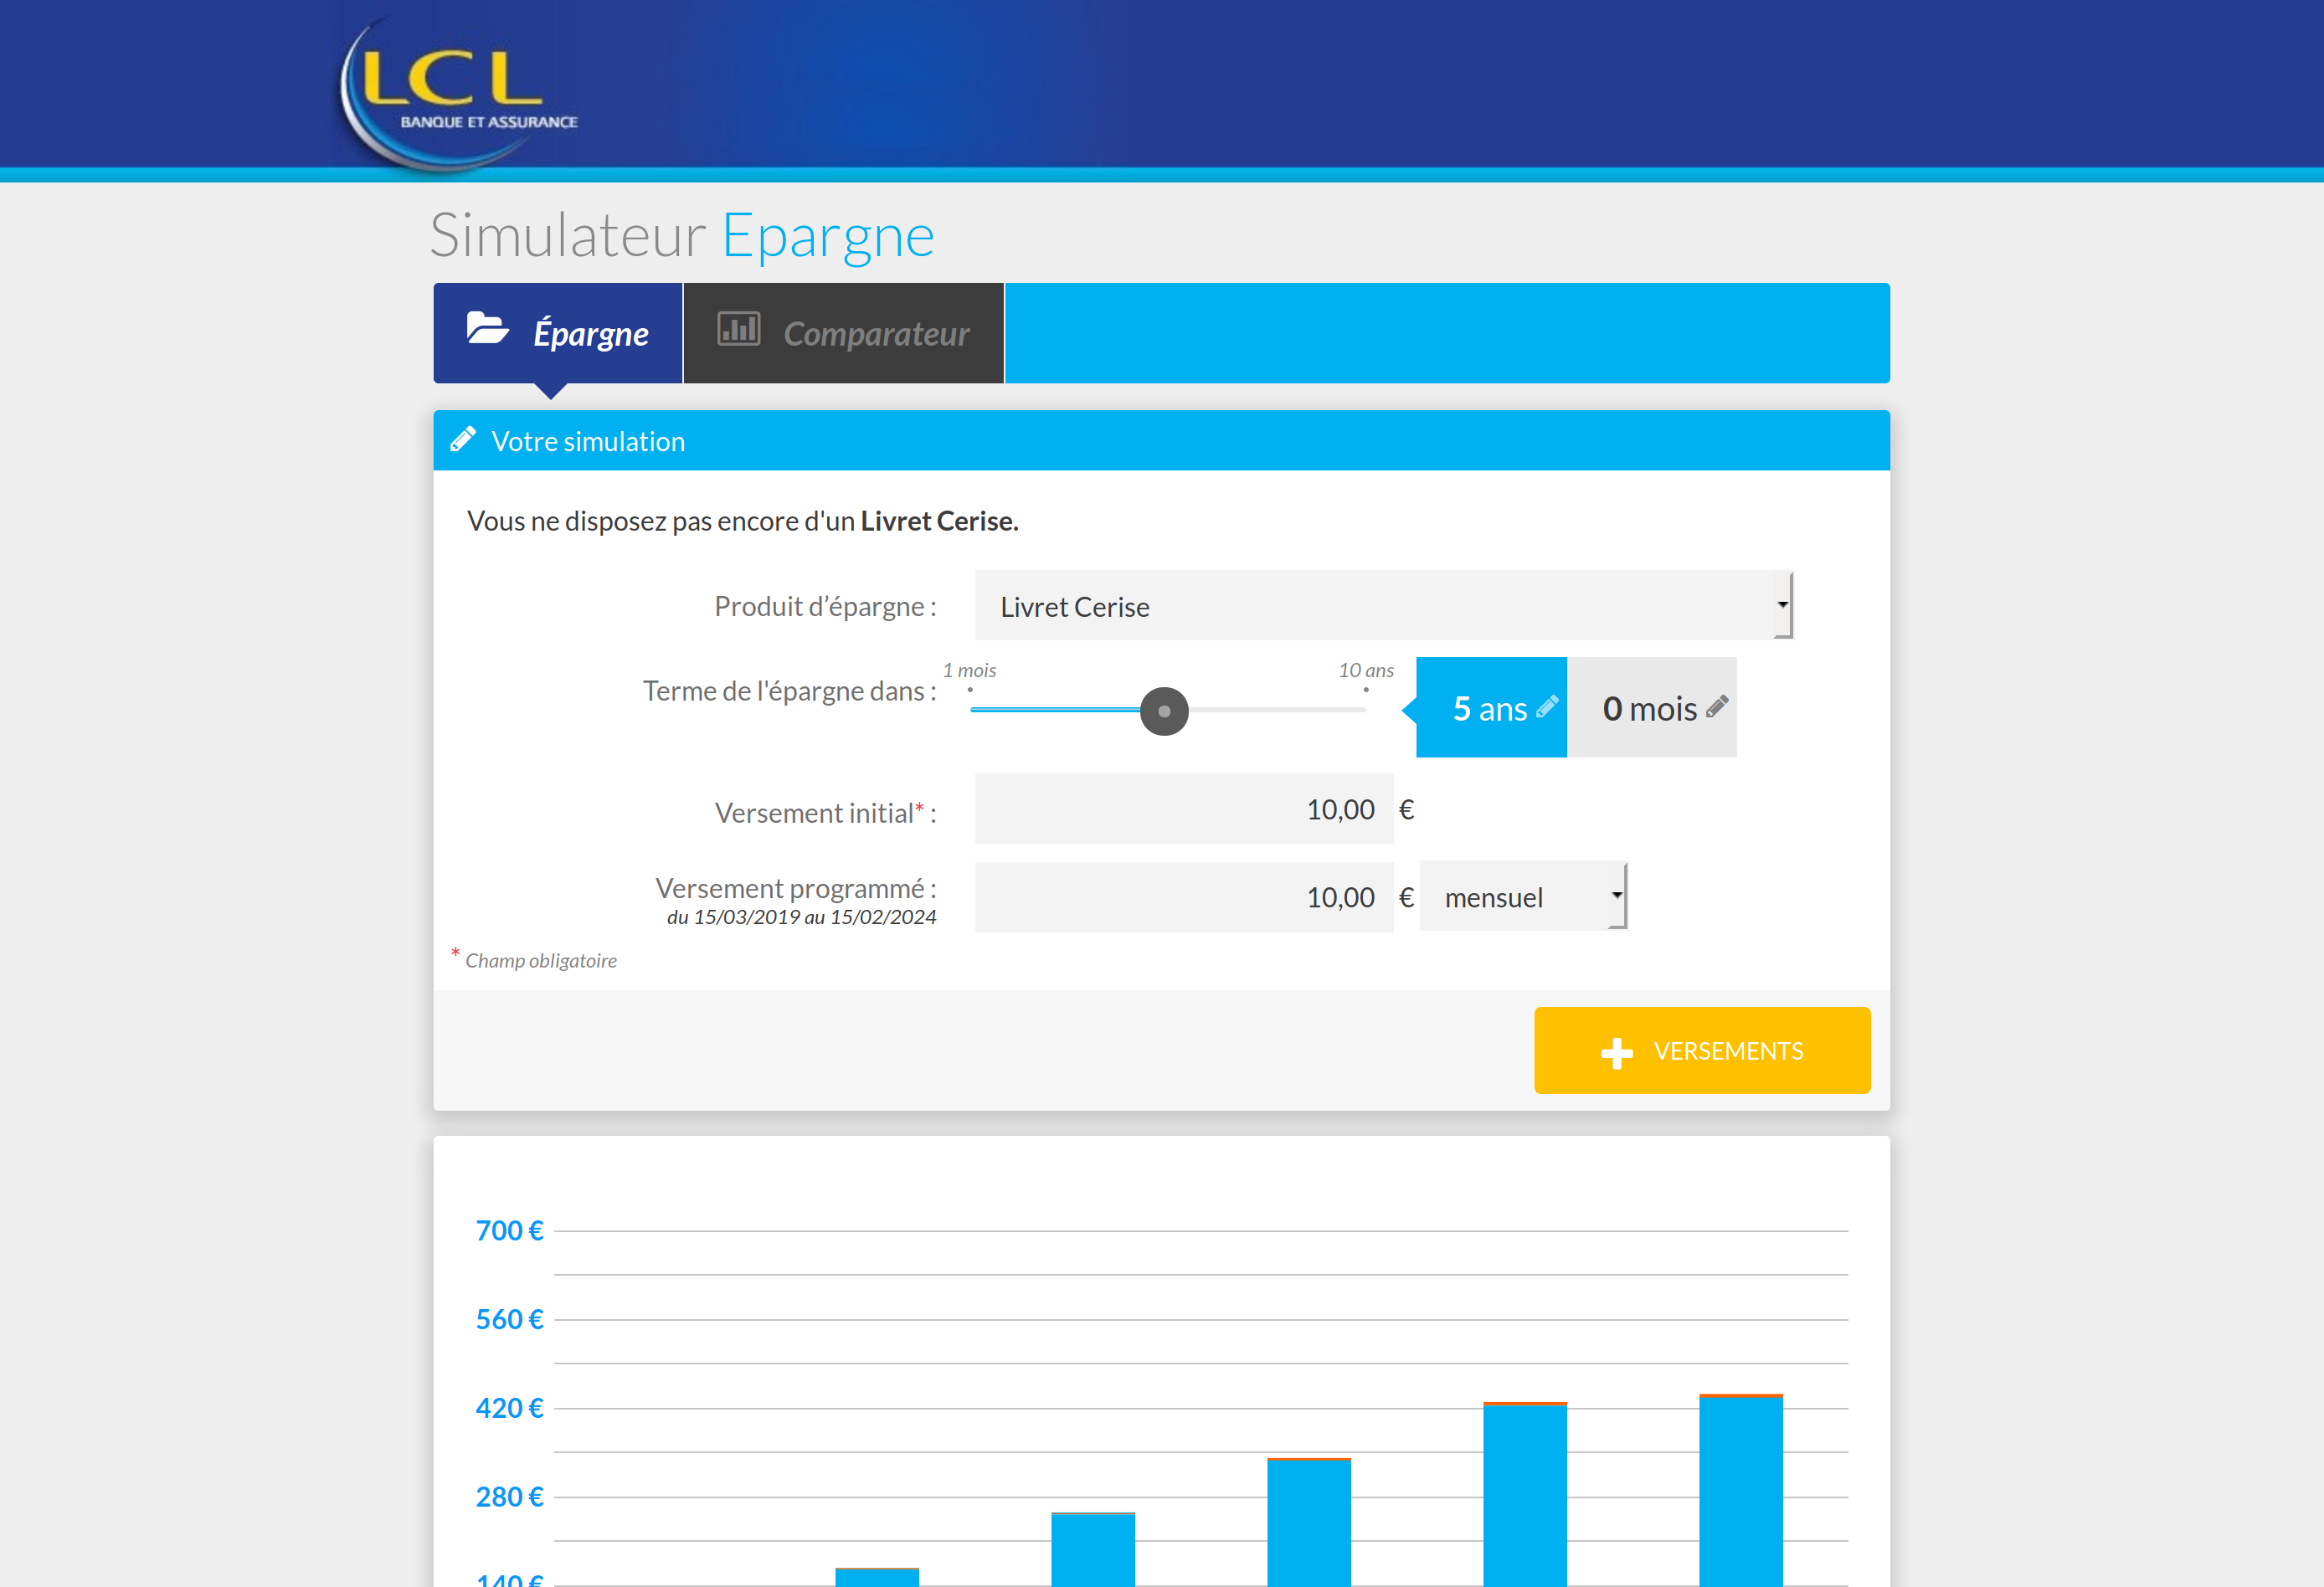 LCL
BANQUE ET ASSURANCE
Simulateur Epargne
Épargne
Comparateur
Votre simulation
Vous ne disposez pas encore d'un Livret Cerise.
Produit d’épargne :
Livret Cerise
Terme de l'épargne dans :
1 mois
10 ans
5 ans
0 mois
Versement initial* :
10,00 €
Versement programmé :
du 15/03/2019 au 15/02/2024
10,00 €
mensuel
* Champ obligatoire
VERSEMENTS
700 €
560 €
420 €
280 €
140 €